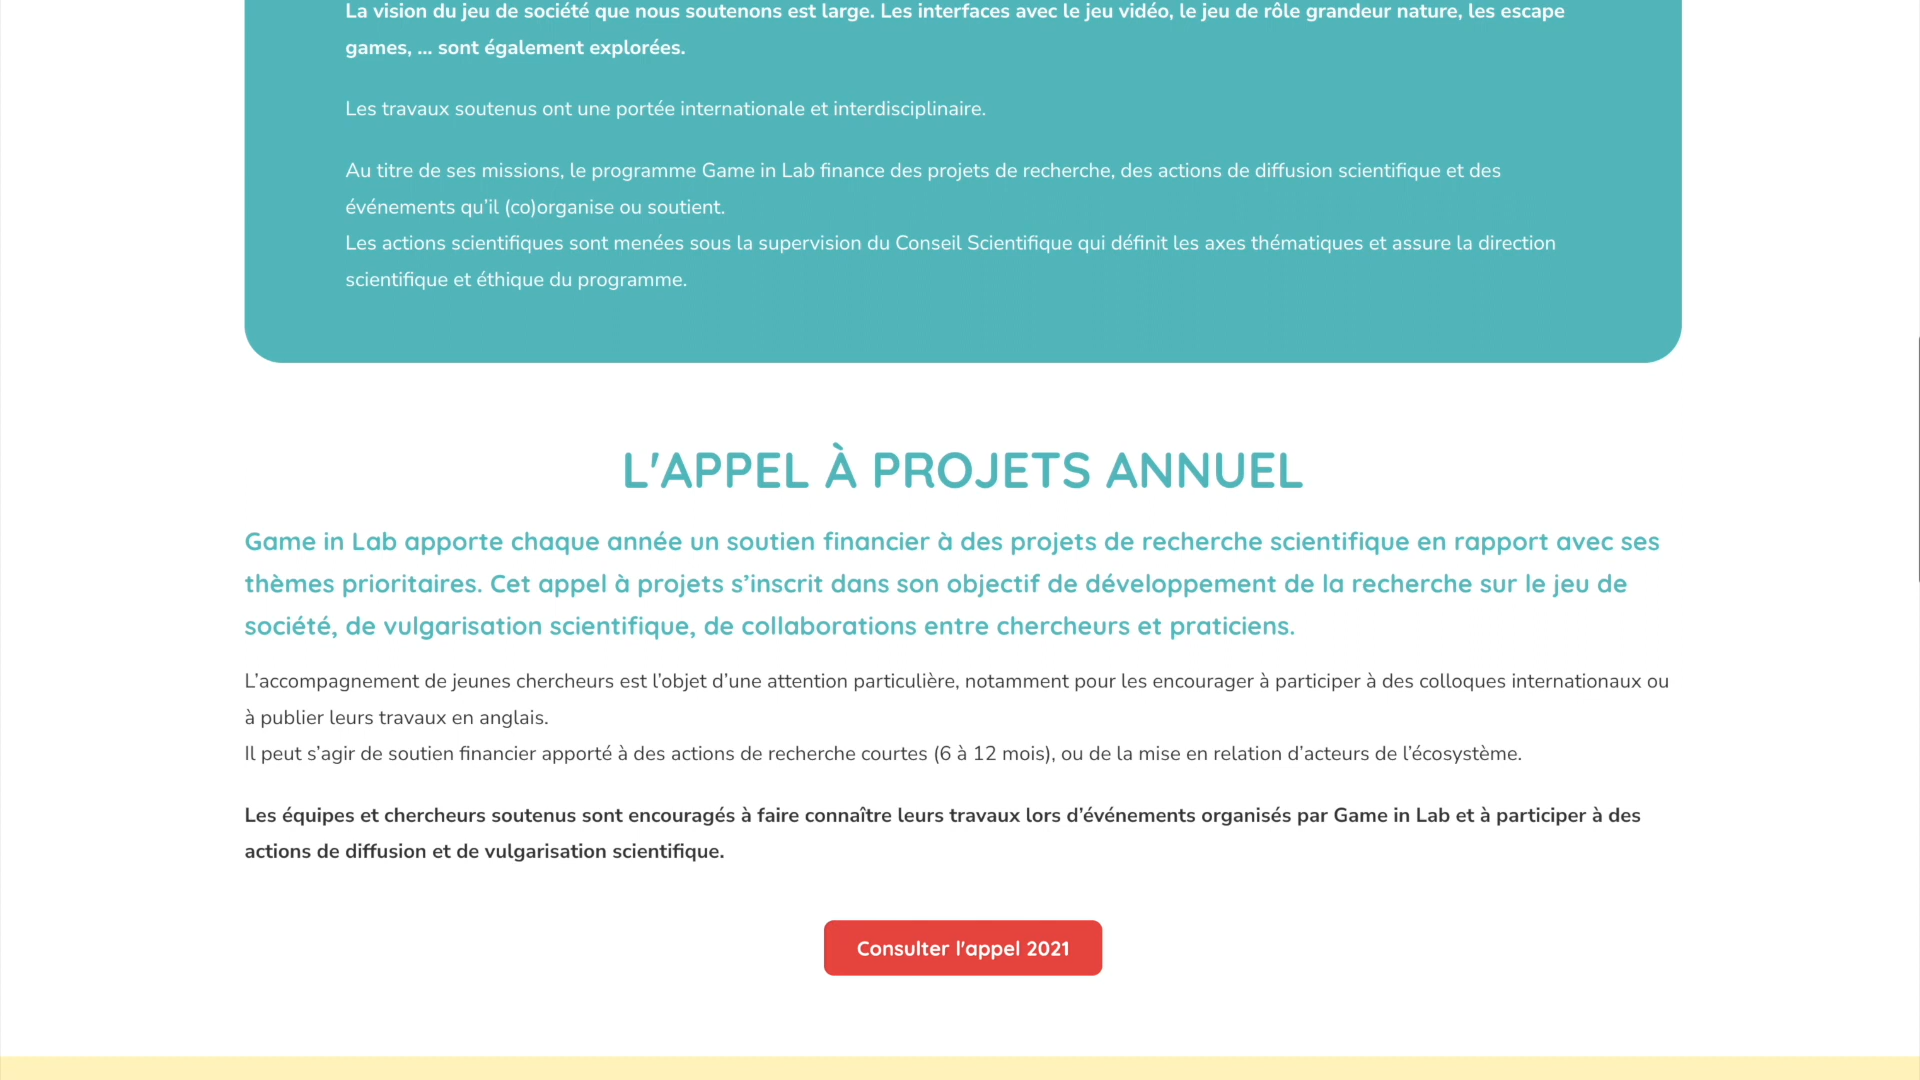 La vision du jeu de société que nous soutenons est large. Les interfaces avec le jeu vidéo, le jeu de rôle grandeur nature, les escape
games, ... sont également explorées.
Les travaux soutenus ont une portée internationale et interdisciplinaire.
Au titre de ses missions, le programme Game in Lab finance des projets de recherche, des actions de diffusion scientifique et des
événements qu’il (co)organise ou soutient.
Les actions scientifiques sont menées sous la supervision du Conseil Scientifique qui définit les axes thématiques et assure la direction
scientifique et éthique du programme.
L'APPEL À PROJETS ANNUEL
Game in Lab apporte chaque année un soutien financier à des projets de recherche scientifique en rapport avec ses
thèmes prioritaires. Cet appel à projets s’inscrit dans son objectif de développement de la recherche sur le jeu de
société, de vulgarisation scientifique, de collaborations entre chercheurs et praticiens.
L’accompagnement de jeunes chercheurs est l’objet d’une attention particulière, notamment pour les encourager à participer à des colloques internationaux ou
à publier leurs travaux en anglais.
Il peut s’agir de soutien financier apporté à des actions de recherche courtes (6 à 12 mois), ou de la mise en relation d’acteurs de l’écosystème.
Les équipes et chercheurs soutenus sont encouragés à faire connaître leurs travaux lors d’événements organisés par Game in Lab et à participer à des
actions de diffusion et de vulgarisation scientifique.
Consulter l'appel 2021